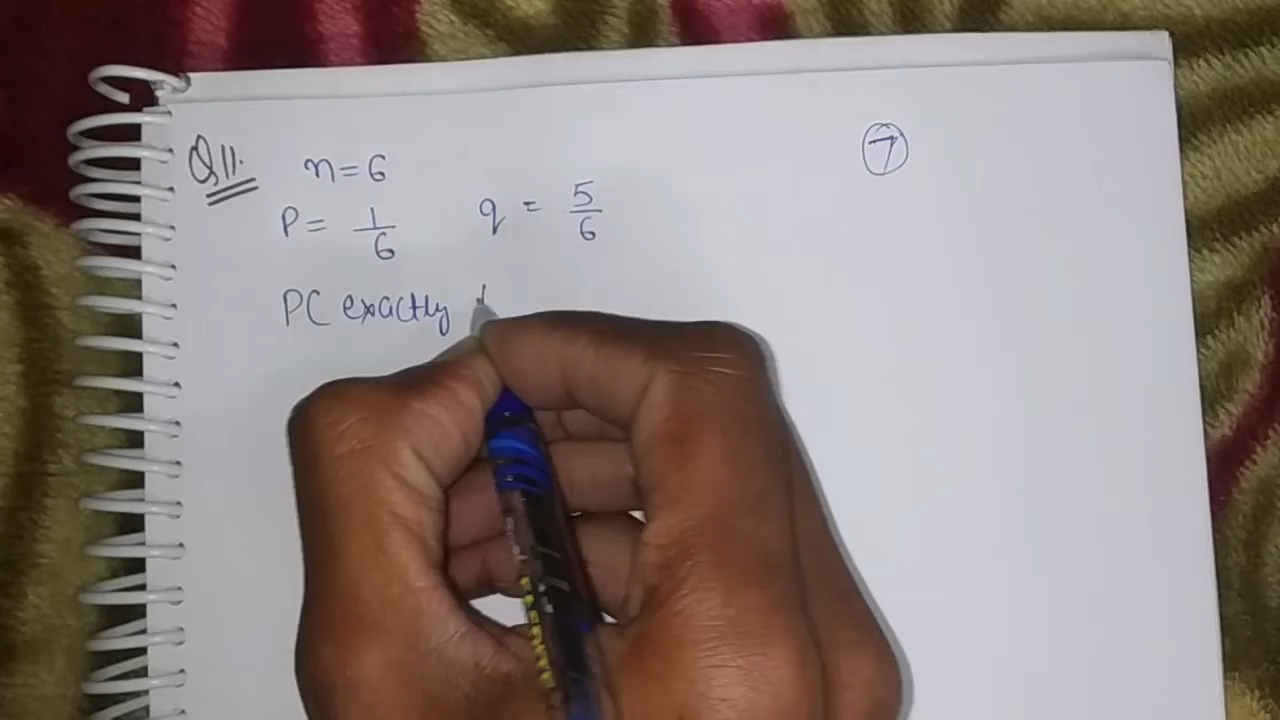 Q11. n=6
⑦
P = 1/6 q = 5/6
P( exactly